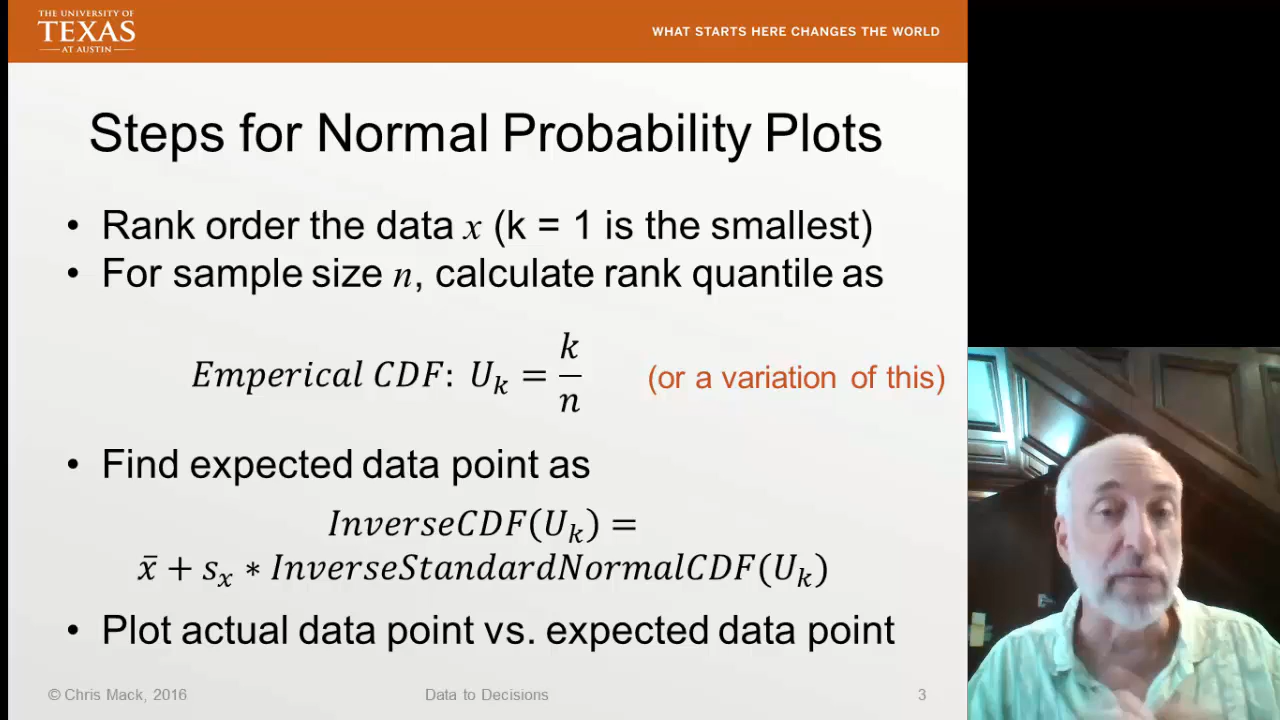 THE UNIVERSITY OF
TEXAS
AT AUSTIN
WHAT STARTS HERE CHANGES THE WORLD
Steps for Normal Probability Plots
• Rank order the data x (k = 1 is the smallest)
• For sample size n, calculate rank quantile as
Emperical CDF: U_k = k/n (or a variation of this)
• Find expected data point as
InverseCDF(U_k) =
x̄ + s_x * InverseStandardNormalCDF(U_k)
• Plot actual data point vs. expected data point
© Chris Mack, 2016 Data to Decisions 3